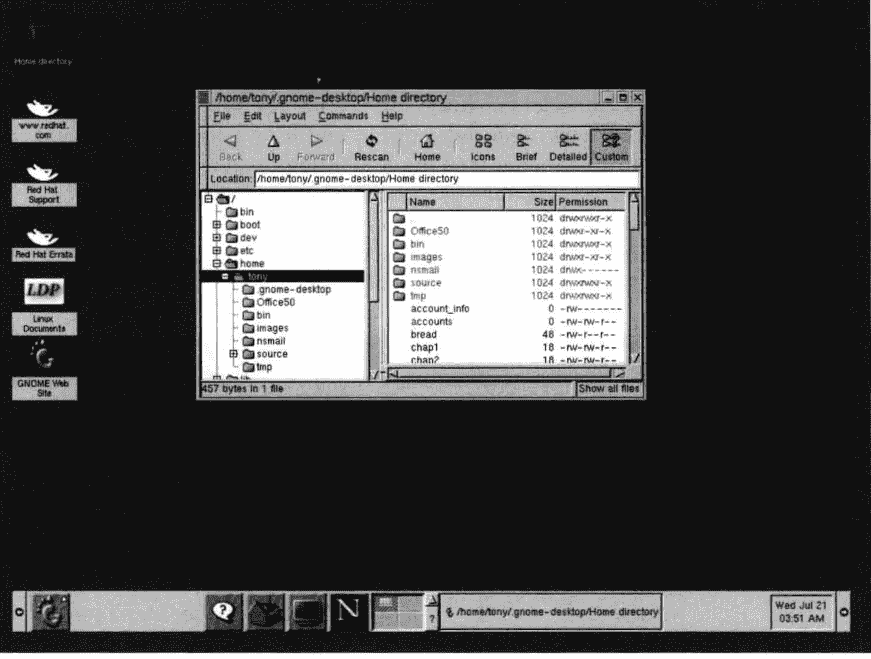 Home directory
www.redhat.
com
Red Hat
Support
Red Hat Errata
LDP
Linux
Documents
GNOME Web
Site
/home/tony/.gnome-desktop/Home directory
File Edit Layout Commands Help
Back Up Forward Rescan Home Icons Brief Detailed Custom
Location: /home/tony/.gnome-desktop/Home directory
/
bin
boot
dev
etc
home
tony
.gnome-desktop
Office50
bin
images
nsmail
source
tmp
lib
Name Size Permission
.. 1024 drwxrwxr-x
Office50 1024 drwxr-xr-x
bin 1024 drwxrwxr-x
images 1024 drwxr-xr-x
nsmail 1024 drwx------
source 1024 drwxrwxr-x
tmp 1024 drwxrwxr-x
account_info 0 -rw-------
accounts 0 -rw-rw-r--
bread 48 -rw-r--r--
chap1 18 -rw-rw-r--
chap2 18 -rw-rw-r--
457 bytes in 1 file
Show all files
?
N
?
/home/tony/.gnome-desktop/Home directory
Wed Jul 21
03:51 AM